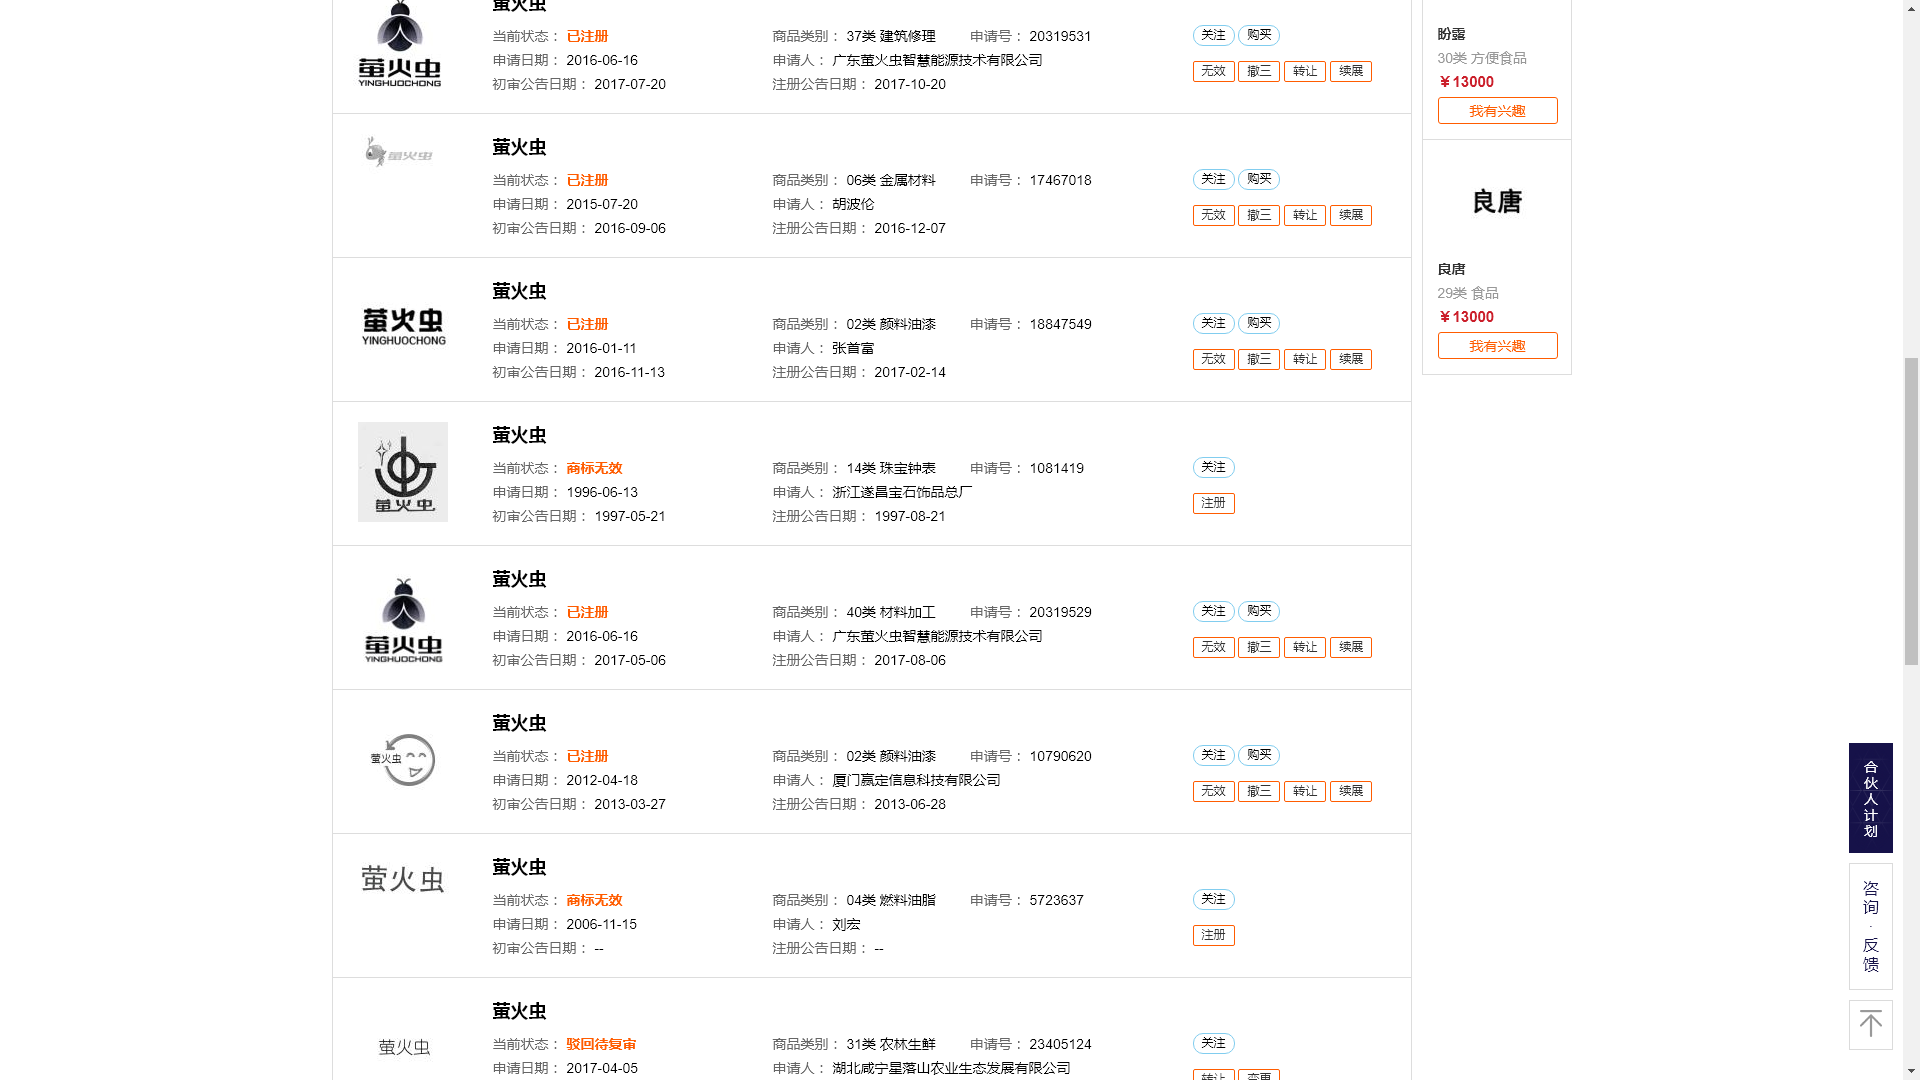 萤火虫
当前状态： 已注册 商品类别： 37类 建筑修理 申请号： 20319531 关注 购买
申请日期： 2016-06-16 申请人： 广东萤火虫智慧能源技术有限公司 无效 撤三 转让 续展
初审公告日期： 2017-07-20 注册公告日期： 2017-10-20
萤火虫
YINGHUOCHONG
萤火虫
萤火虫
当前状态： 已注册 商品类别： 06类 金属材料 申请号： 17467018 关注 购买
申请日期： 2015-07-20 申请人： 胡波伦 无效 撤三 转让 续展
初审公告日期： 2016-09-06 注册公告日期： 2016-12-07
萤火虫
YINGHUOCHONG
萤火虫
当前状态： 已注册 商品类别： 02类 颜料油漆 申请号： 18847549 关注 购买
申请日期： 2016-01-11 申请人： 张首富 无效 撤三 转让 续展
初审公告日期： 2016-11-13 注册公告日期： 2017-02-14
萤火虫
萤火虫
当前状态： 商标无效 商品类别： 14类 珠宝钟表 申请号： 1081419 关注
申请日期： 1996-06-13 申请人： 浙江遂昌宝石饰品总厂 注册
初审公告日期： 1997-05-21 注册公告日期： 1997-08-21
萤火虫
YINGHUOCHONG
萤火虫
当前状态： 已注册 商品类别： 40类 材料加工 申请号： 20319529 关注 购买
申请日期： 2016-06-16 申请人： 广东萤火虫智慧能源技术有限公司 无效 撤三 转让 续展
初审公告日期： 2017-05-06 注册公告日期： 2017-08-06
萤火虫
萤火虫
当前状态： 已注册 商品类别： 02类 颜料油漆 申请号： 10790620 关注 购买
申请日期： 2012-04-18 申请人： 厦门赢定信息科技有限公司 无效 撤三 转让 续展
初审公告日期： 2013-03-27 注册公告日期： 2013-06-28
萤火虫
萤火虫
当前状态： 商标无效 商品类别： 04类 燃料油脂 申请号： 5723637 关注
申请日期： 2006-11-15 申请人： 刘宏 注册
初审公告日期： -- 注册公告日期： --
萤火虫
萤火虫
当前状态： 驳回待复审 商品类别： 31类 农林生鲜 申请号： 23405124 关注
申请日期： 2017-04-05 申请人： 湖北咸宁星落山农业生态发展有限公司 转让 变更
盼露
30类 方便食品
￥13000
我有兴趣
良唐
良唐
29类 食品
￥13000
我有兴趣
合伙人计划
咨询·反馈